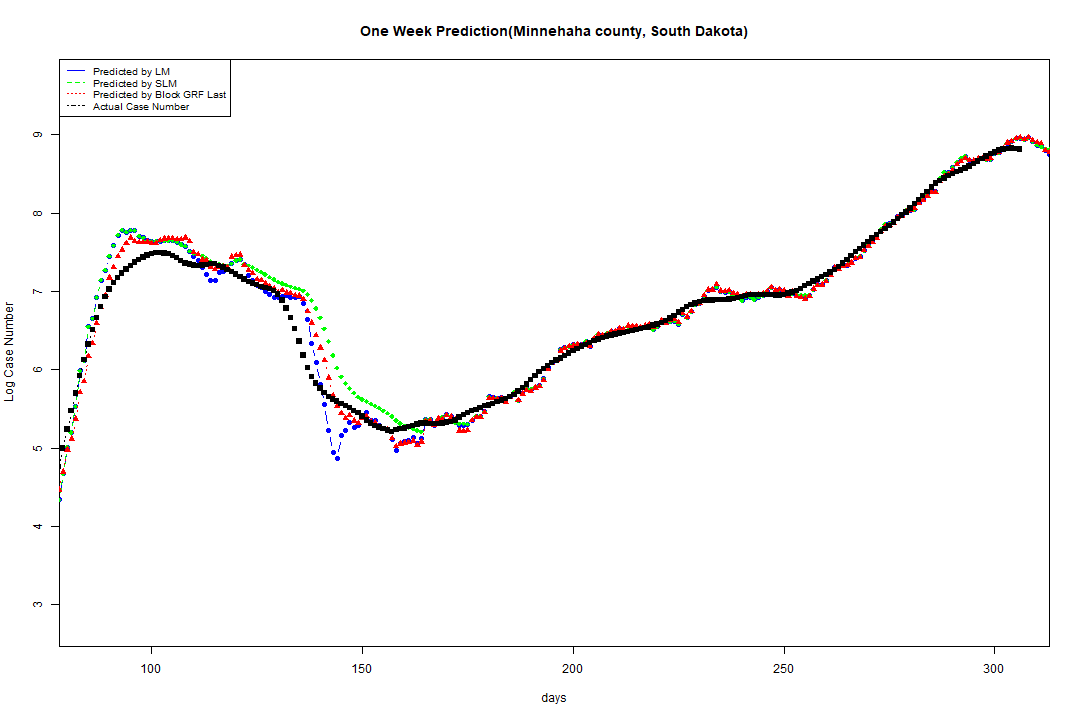 One Week Prediction(Minnehaha county, South Dakota)
Predicted by LM
Predicted by SLM
Predicted by Block GRF Last
Actual Case Number
9
8
7
6
5
4
3
Log Case Number
100 150 200 250 300
days